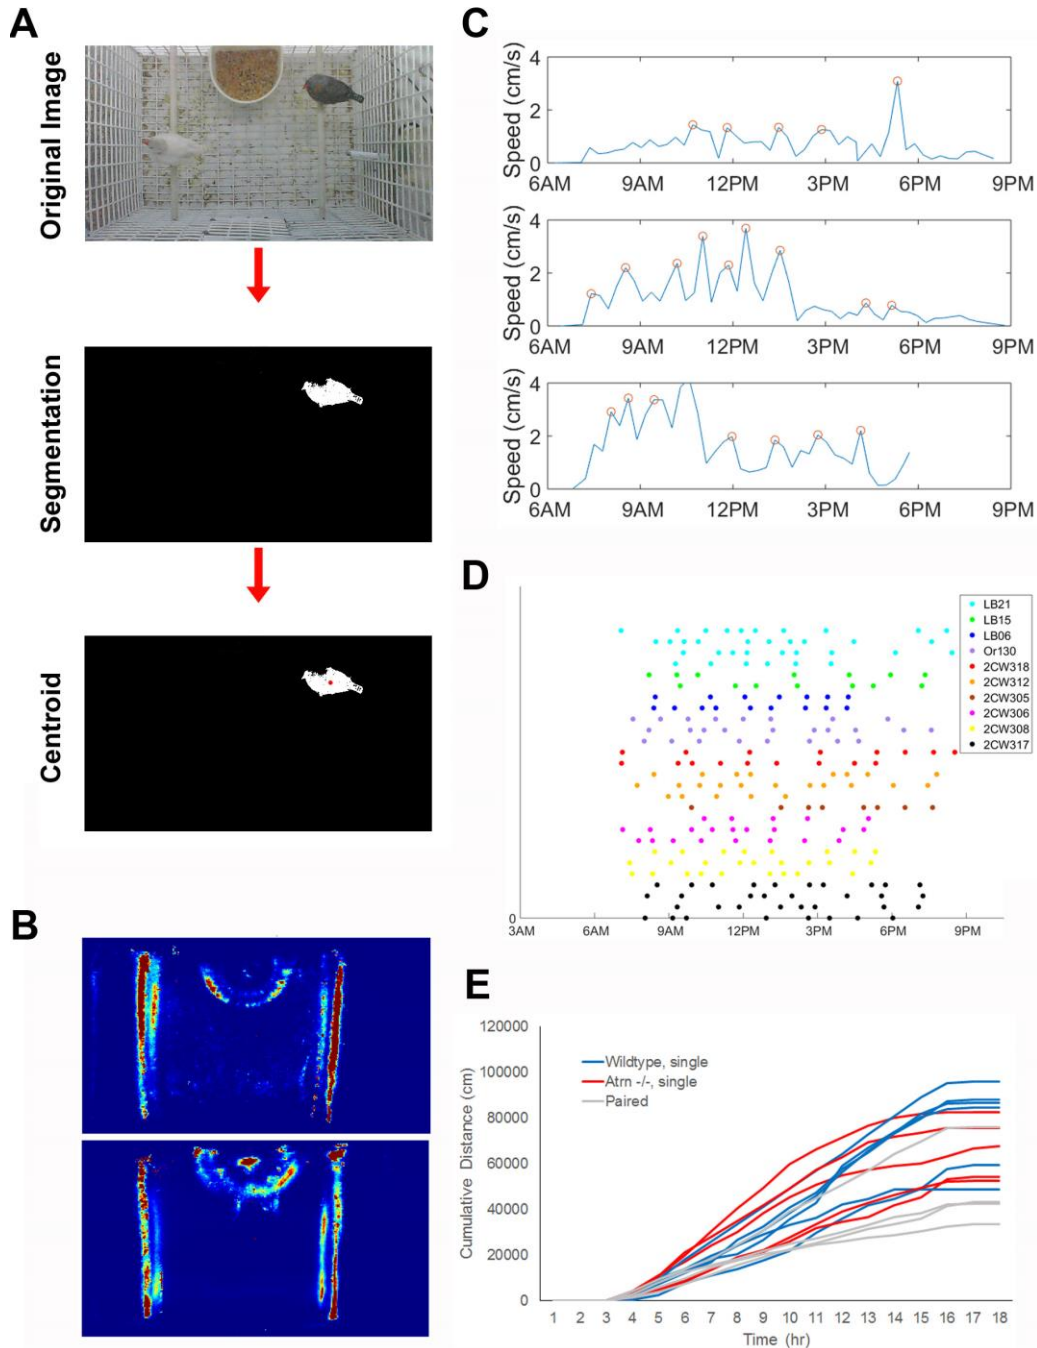 A
Original Image
Segmentation
Centroid
B
C
Speed (cm/s)
4
2
0
6AM 9AM 12PM 3PM 6PM 9PM
Speed (cm/s)
4
2
0
6AM 9AM 12PM 3PM 6PM 9PM
Speed (cm/s)
4
2
0
6AM 9AM 12PM 3PM 6PM 9PM
D
LB21
LB15
LB06
Or130
2CW318
2CW312
2CW305
2CW306
2CW308
2CW317
0
3AM 6AM 9AM 12PM 3PM 6PM 9PM
E
Cumulative Distance (cm)
120000
100000
80000
60000
40000
20000
0
Wildtype, single
Atrn -/-, single
Paired
1 2 3 4 5 6 7 8 9 10 11 12 13 14 15 16 17 18
Time (hr)